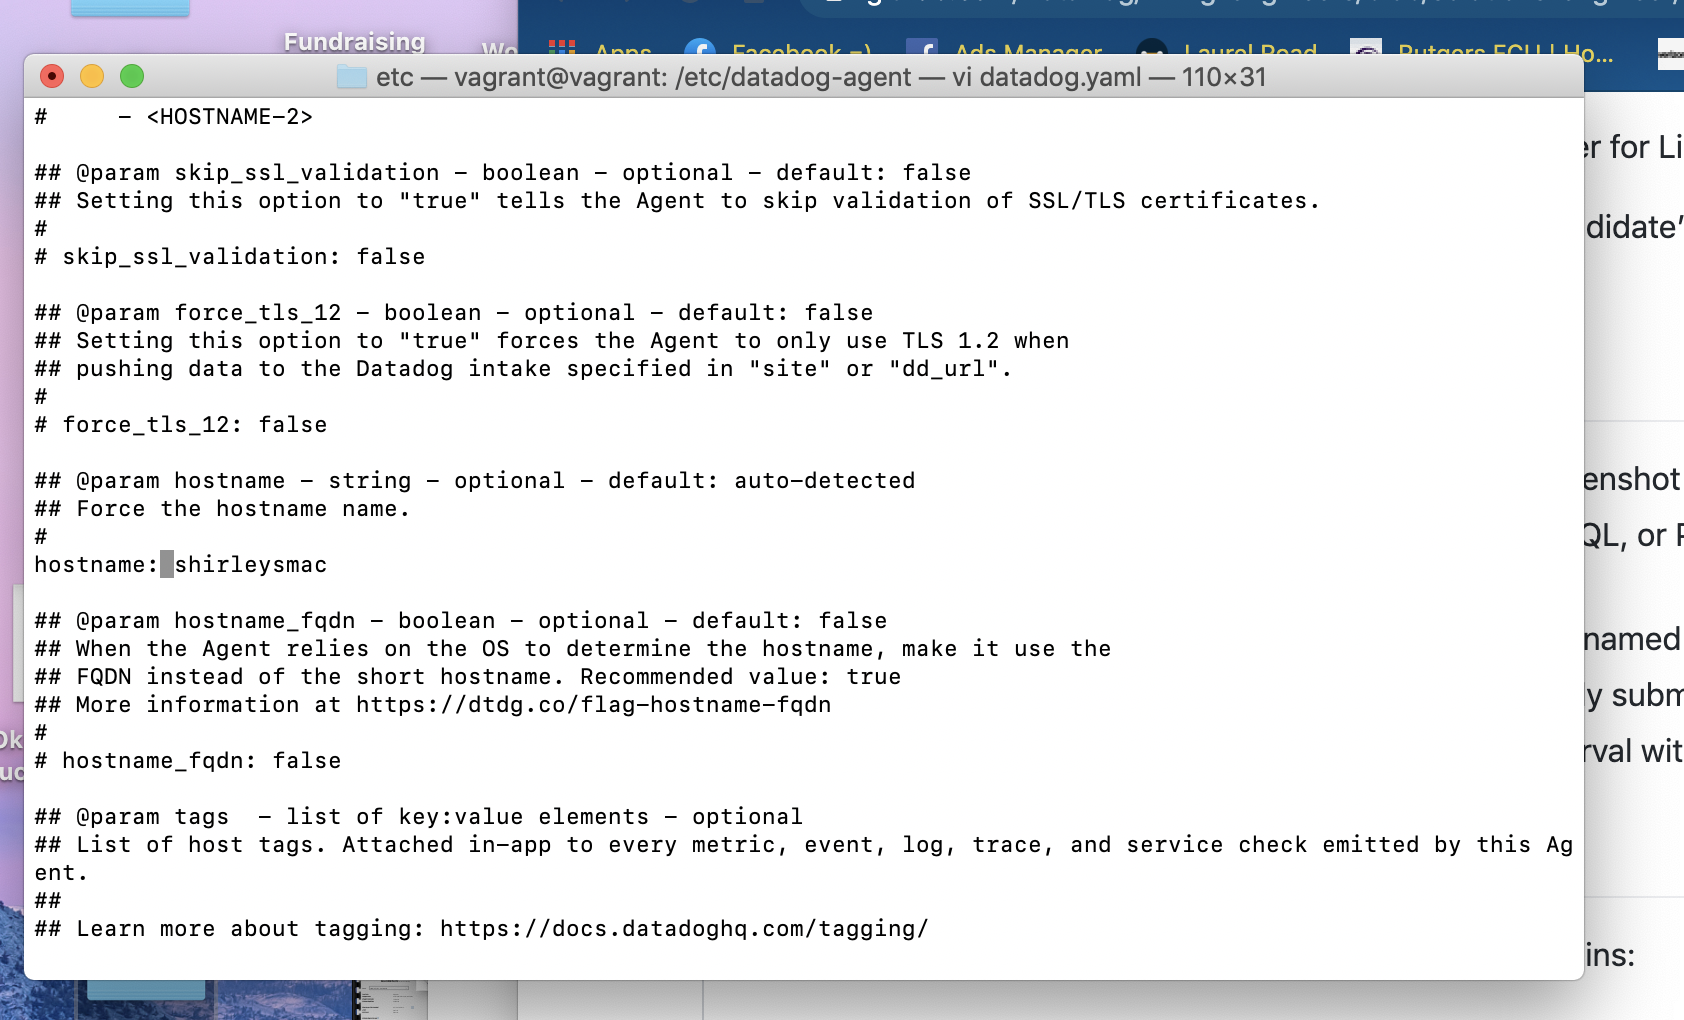 Fundraising
Wo
Apps
Facebook =)
Ads Manager
Laurel Road
Rutgers ECU | Ho...
etc — vagrant@vagrant: /etc/datadog-agent — vi datadog.yaml — 110×31
#     - <HOSTNAME-2>
## @param skip_ssl_validation - boolean - optional - default: false
## Setting this option to "true" tells the Agent to skip validation of SSL/TLS certificates.
#
# skip_ssl_validation: false
## @param force_tls_12 - boolean - optional - default: false
## Setting this option to "true" forces the Agent to only use TLS 1.2 when
## pushing data to the Datadog intake specified in "site" or "dd_url".
#
# force_tls_12: false
## @param hostname - string - optional - default: auto-detected
## Force the hostname name.
#
hostname: shirleysmac
## @param hostname_fqdn - boolean - optional - default: false
## When the Agent relies on the OS to determine the hostname, make it use the
## FQDN instead of the short hostname. Recommended value: true
## More information at https://dtdg.co/flag-hostname-fqdn
#
# hostname_fqdn: false
## @param tags  - list of key:value elements - optional
## List of host tags. Attached in-app to every metric, event, log, trace, and service check emitted by this Ag
ent.
##
## Learn more about tagging: https://docs.datadoghq.com/tagging/
er for Li
didate'
enshot
QL, or P
named
ly subm
rval wit
ins: